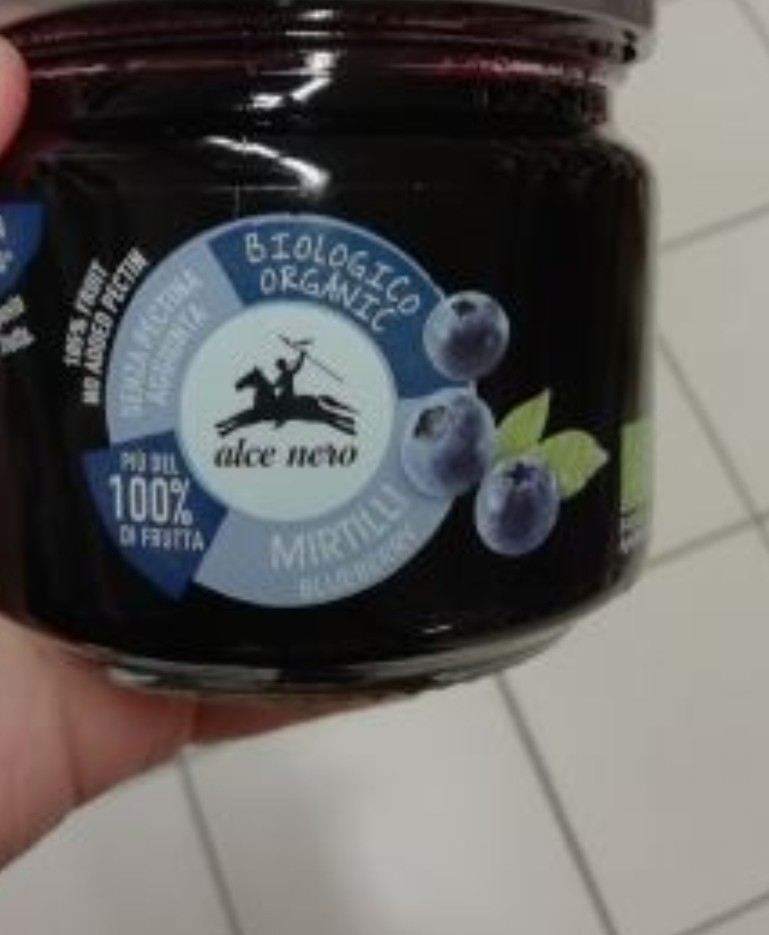 BIOLOGICO
ORGANIC
100% FRUIT
NO ADDED PECTIN
SENZA PECTINA
AGGIUNTA
alce nero
PIÙ DEL
100%
DI FRUTTA
MIRTILLI
BLUEBERRY